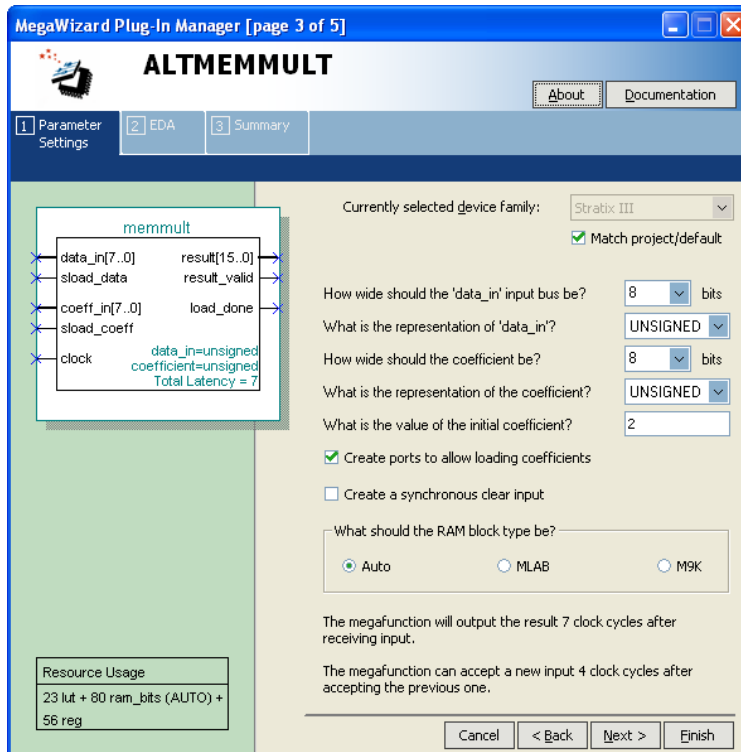 MegaWizard Plug-In Manager [page 3 of 5]
ALTMEMMULT
About
Documentation
1 Parameter Settings
2 EDA
3 Summary
memmult
data_in[7..0] result[15..0]
sload_data result_valid
coeff_in[7..0] load_done
sload_coeff
clock
data_in=unsigned
coefficient=unsigned
Total Latency = 7
Resource Usage
23 lut + 80 ram_bits (AUTO) +
56 reg
Currently selected device family: Stratix III
Match project/default
How wide should the 'data_in' input bus be? 8 bits
What is the representation of 'data_in'? UNSIGNED
How wide should the coefficient be? 8 bits
What is the representation of the coefficient? UNSIGNED
What is the value of the initial coefficient? 2
Create ports to allow loading coefficients
Create a synchronous clear input
What should the RAM block type be?
Auto MLAB M9K
The megafunction will output the result 7 clock cycles after
receiving input.
The megafunction can accept a new input 4 clock cycles after
accepting the previous one.
Cancel < Back Next > Finish